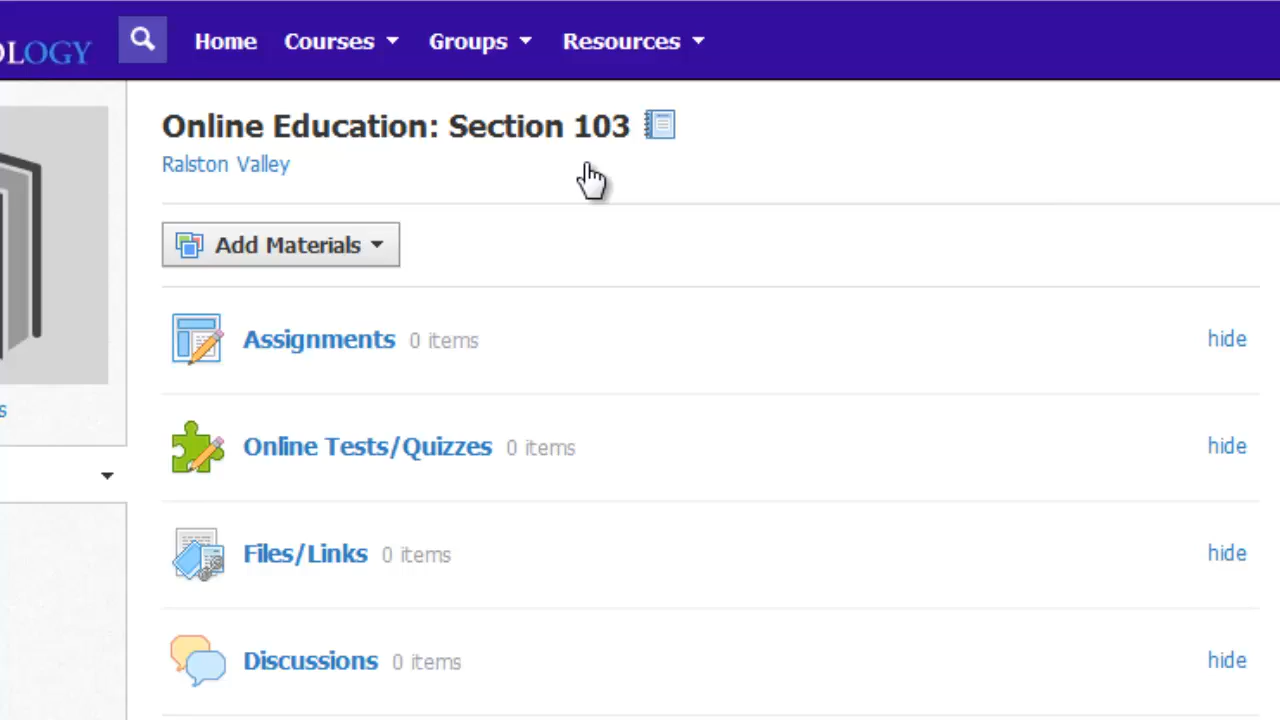 OLOGY Home Courses Groups Resources
Online Education: Section 103
Ralston Valley
Add Materials
Assignments 0 items hide
s
Online Tests/Quizzes 0 items hide
Files/Links 0 items hide
Discussions 0 items hide